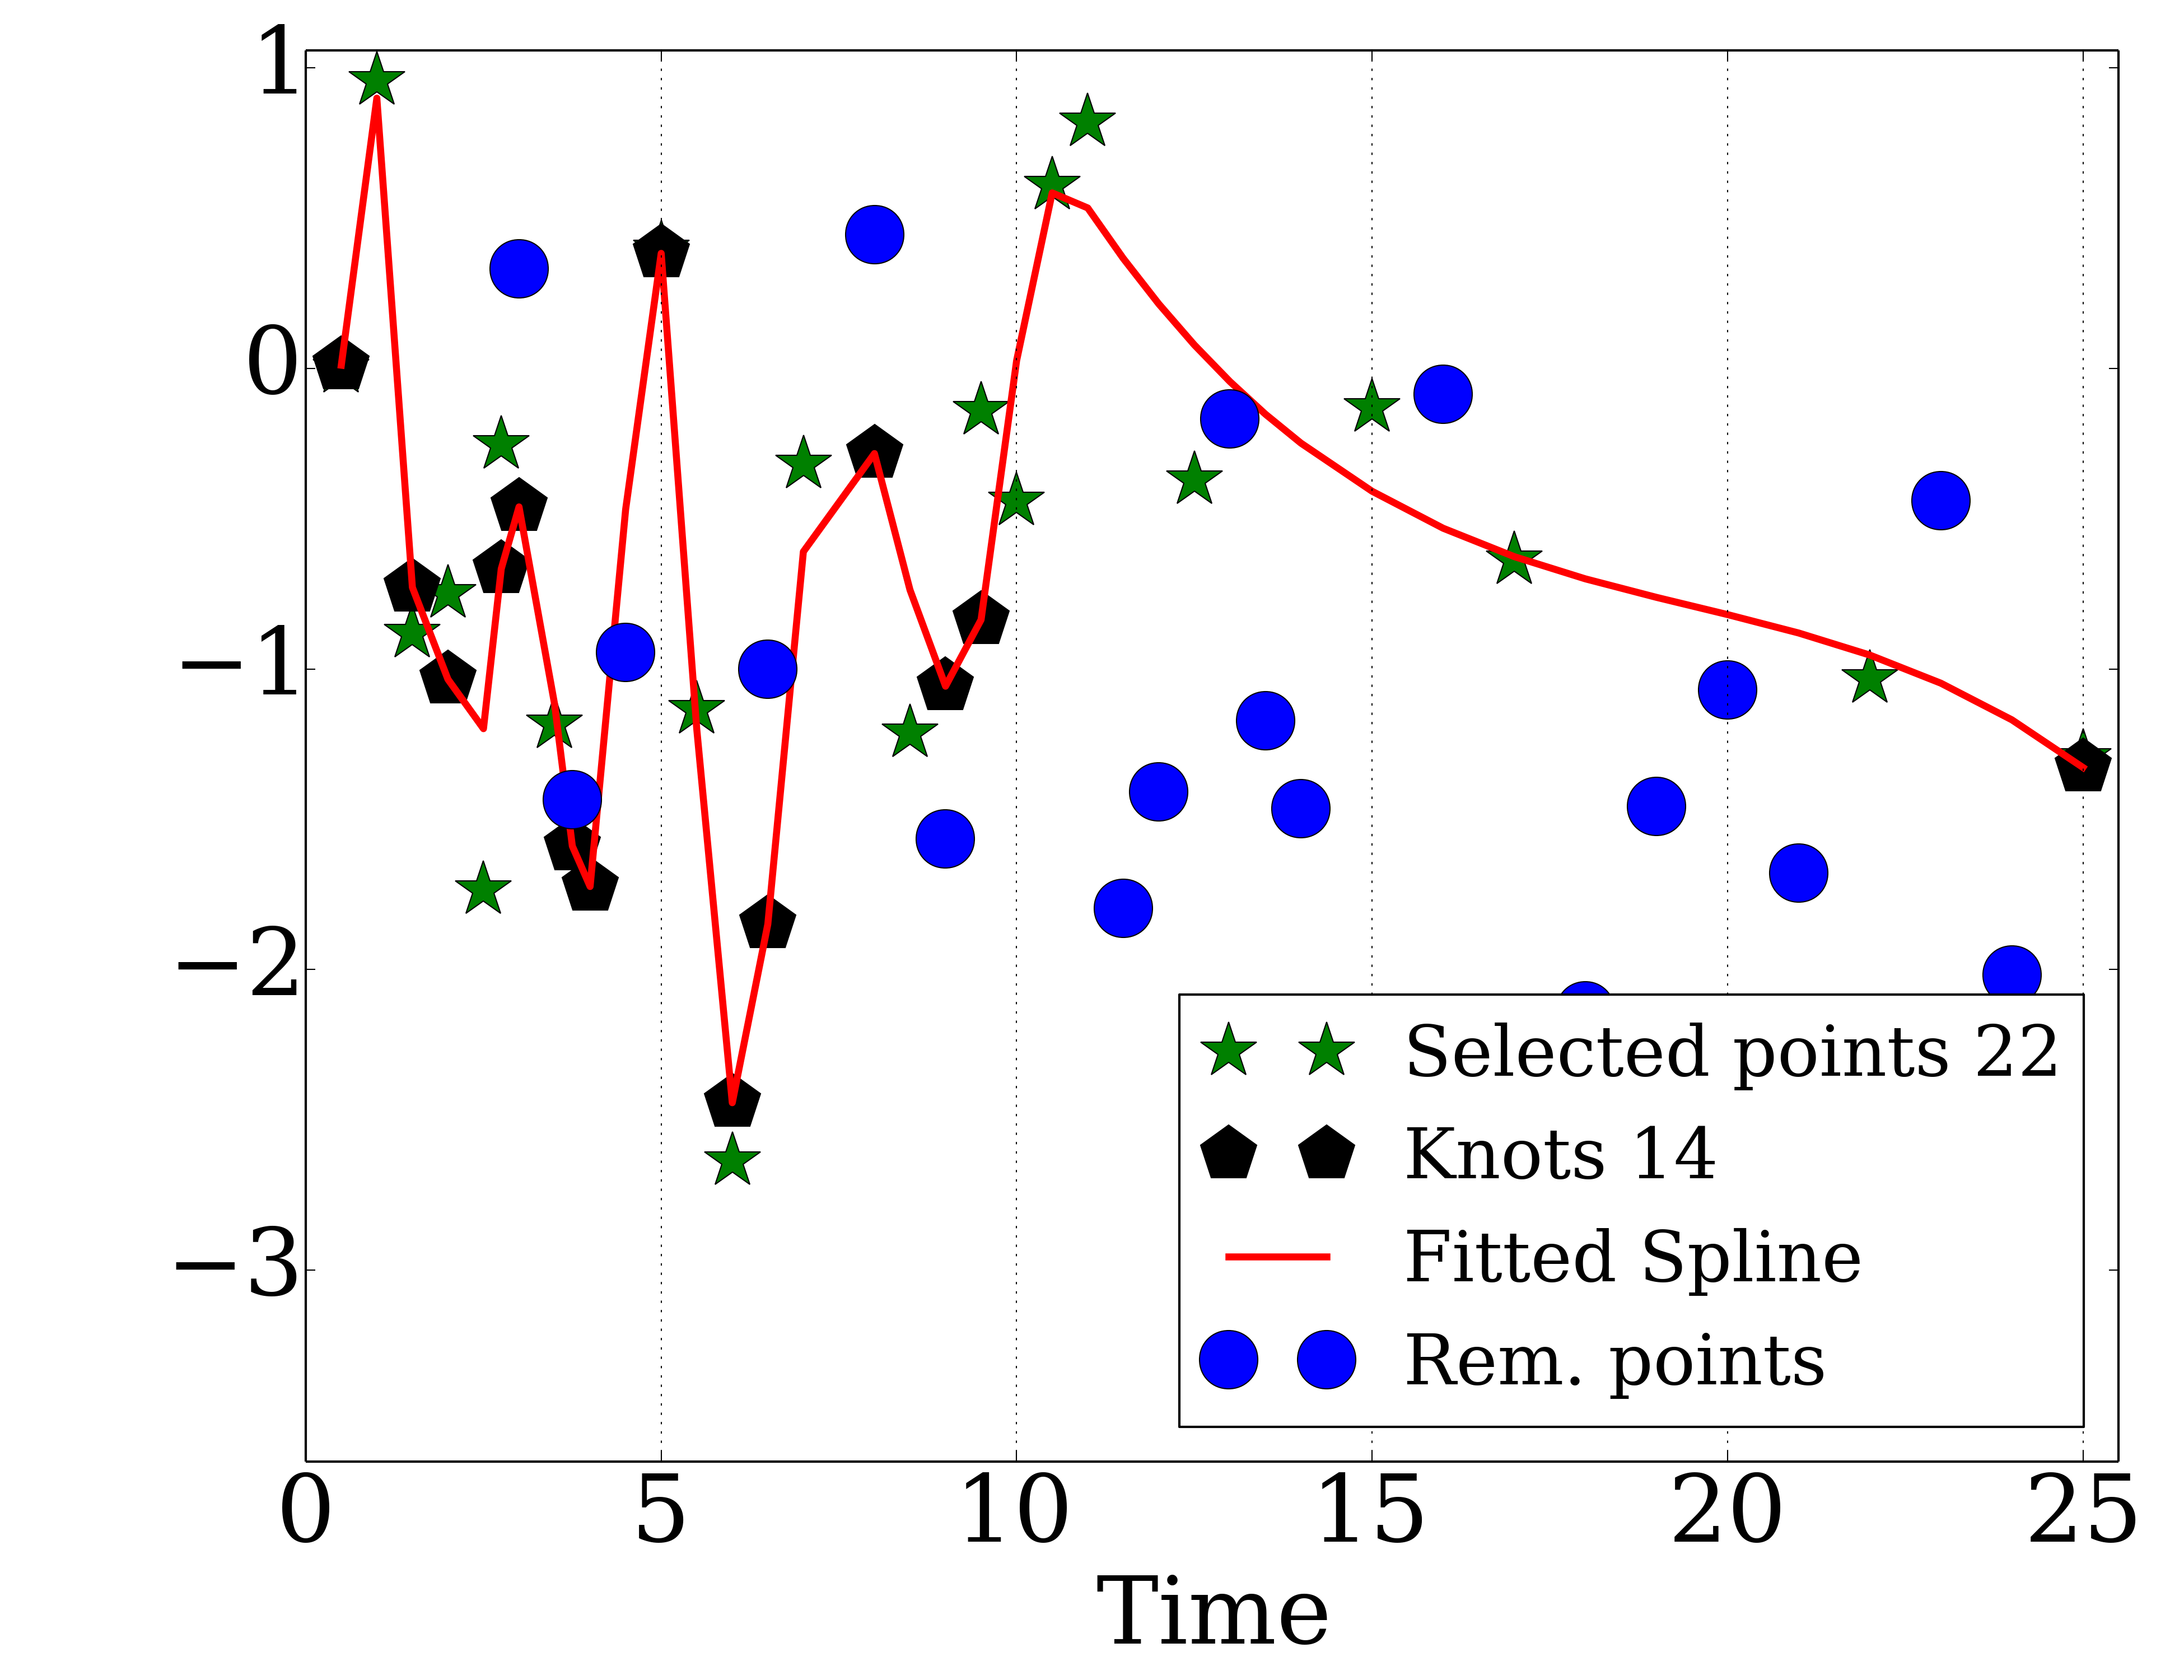 1
0
−1
−2
−3
Selected points 22
Knots 14
Fitted Spline
Rem. points
0 5 10 15 20 25
Time